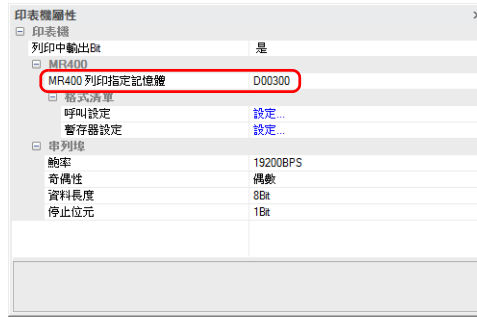 印表機屬性
印表機
列印中輸出Bit 是
MR400
MR400 列印指定記憶體 D00300
格式清單
呼叫設定 設定...
暫存器設定 設定...
串列埠
鮑率 19200BPS
奇偶性 偶數
資料長度 8Bit
停止位元 1Bit